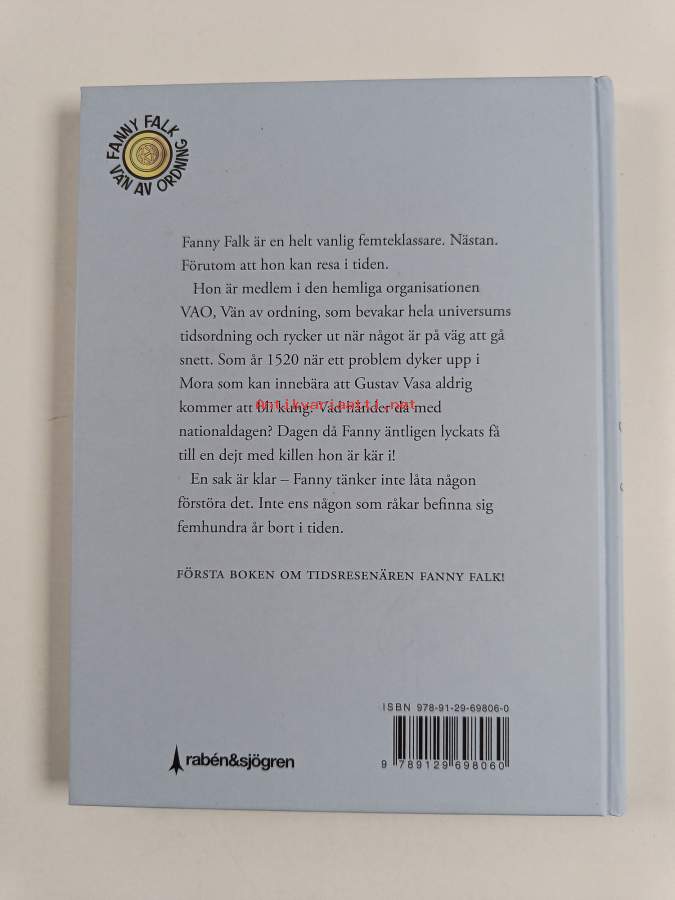 FANNY FALK
VÄN AV ORDNING
Fanny Falk är en helt vanlig femteklassare. Nästan.
Förutom att hon kan resa i tiden.
Hon är medlem i den hemliga organisationen
VAO, Vän av ordning, som bevakar hela universums
tidsordning och rycker ut när något är på väg att gå
snett. Som år 1520 när ett problem dyker upp i
Mora som kan innebära att Gustav Vasa aldrig
kommer att bli kung. Vad händer då med
Antikvariaatti.net
nationaldagen? Dagen då Fanny äntligen lyckats få
till en dejt med killen hon är kär i!
En sak är klar – Fanny tänker inte låta någon
förstöra det. Inte ens någon som råkar befinna sig
femhundra år bort i tiden.
FÖRSTA BOKEN OM TIDSRESENÄREN FANNY FALK!
ISBN 978-91-29-69806-0
9 789129 698060
rabén&sjögren